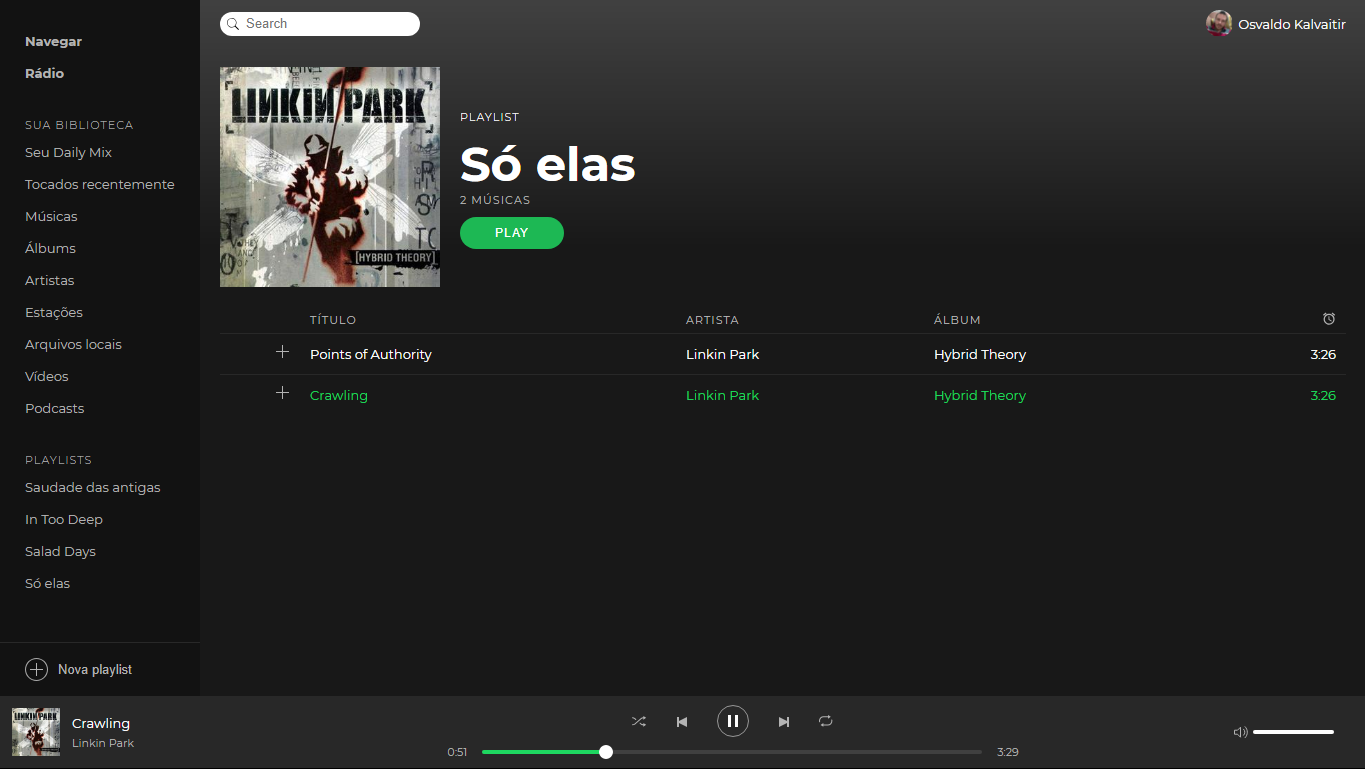 Navegar
Rádio
SUA BIBLIOTECA
Seu Daily Mix
Tocados recentemente
Músicas
Álbums
Artistas
Estações
Arquivos locais
Vídeos
Podcasts
PLAYLISTS
Saudade das antigas
In Too Deep
Salad Days
Só elas
Nova playlist
Search
Osvaldo Kalvaitir
LINKIN PARK
[HYBRID THEORY]
PLAYLIST
Só elas
2 MÚSICAS
PLAY
TÍTULO ARTISTA ÁLBUM
Points of Authority Linkin Park Hybrid Theory 3:26
Crawling Linkin Park Hybrid Theory 3:26
LINKIN PARK
Crawling
Linkin Park
0:51 3:29